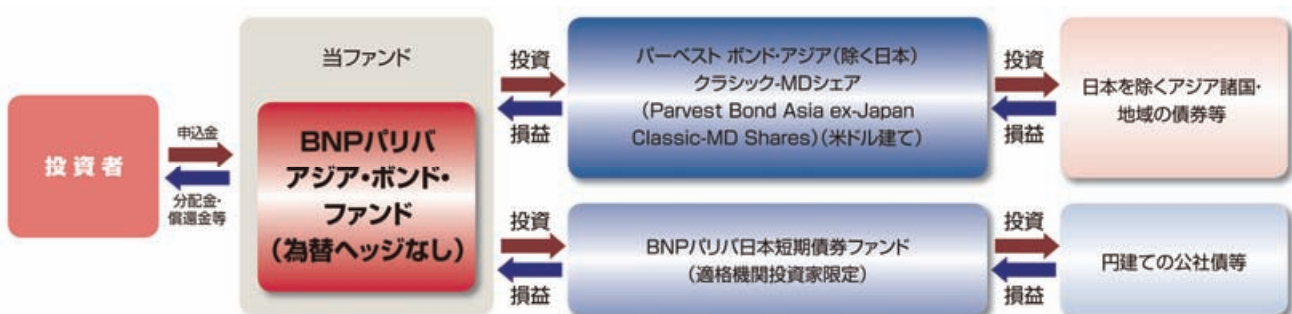 投資者
申込金
分配金・
償還金等
当ファンド
BNPパリバ
アジア・ボンド・
ファンド
（為替ヘッジなし）
投資
損益
パーベスト ボンド・アジア（除く日本）
クラシック-MDシェア
（Parvest Bond Asia ex-Japan
Classic-MD Shares）（米ドル建て）
投資
損益
日本を除くアジア諸国・
地域の債券等
投資
損益
BNPパリバ日本短期債券ファンド
（適格機関投資家限定）
投資
損益
円建ての公社債等